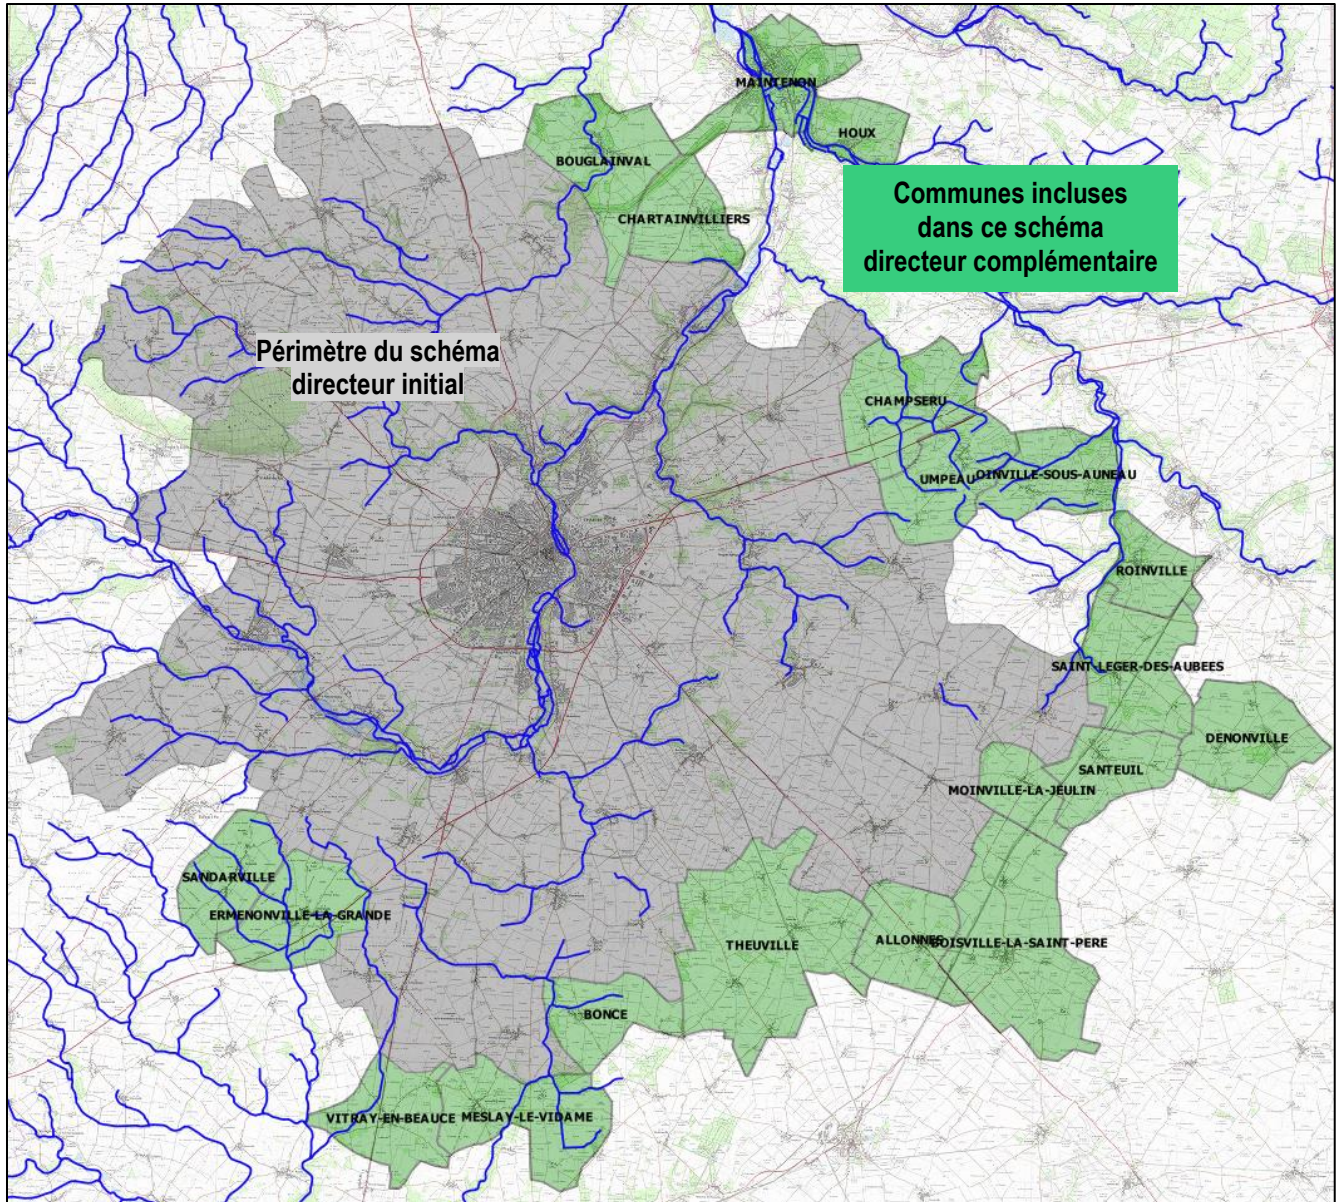 MAINTENON
HOUX
BOUGLAINVAL
Communes incluses
dans ce schéma
directeur complémentaire
CHARTAINVILLIERS
Périmètre du schéma
directeur initial
CHAMPSERU
UMPEAU
OINVILLE-SOUS-AUNEAU
ROINVILLE
SAINT-LEGER-DES-AUBEES
DENONVILLE
SANTEUIL
MOINVILLE-LA-JEULIN
SANDARVILLE
ERMENONVILLE-LA-GRANDE
THEUVILLE
ALLONNES
BOISVILLE-LA-SAINT-PERE
BONCE
VITRAY-EN-BEAUCE
MESLAY-LE-VIDAME